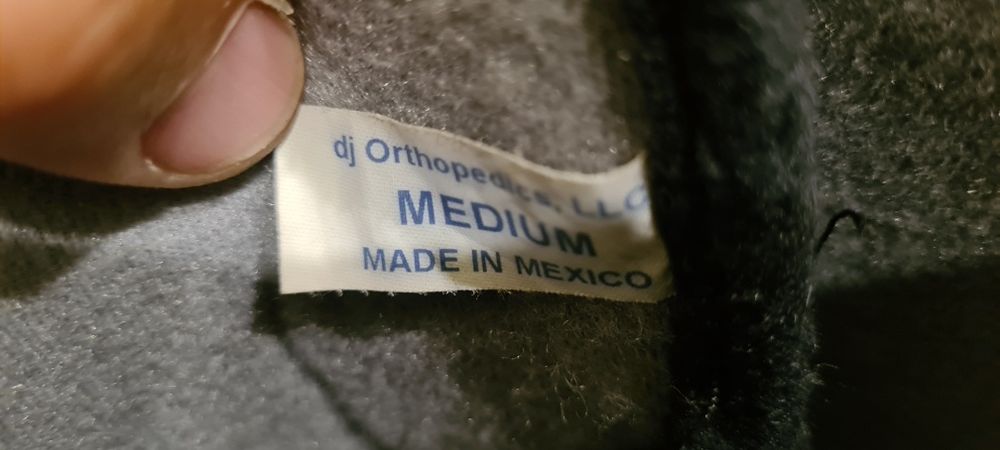 dj Orthopedics, LLC
MEDIUM
MADE IN MEXICO